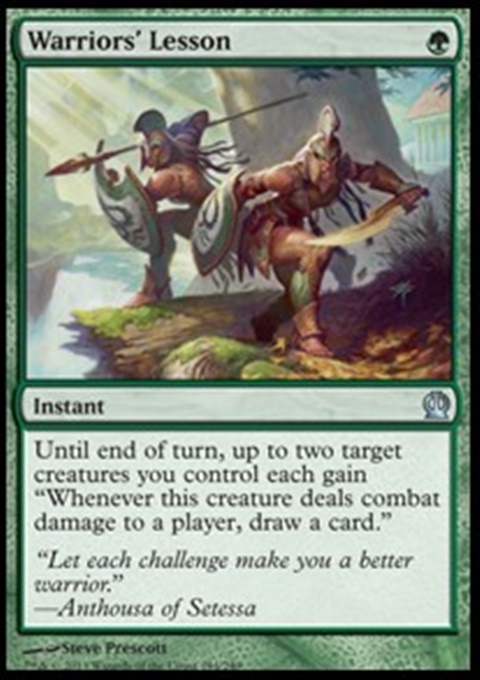 Warriors' Lesson
Instant
Until end of turn, up to two target
creatures you control each gain
“Whenever this creature deals combat
damage to a player, draw a card.”
“Let each challenge make you a better
warrior.”
—Anthousa of Setessa
Steve Prescott